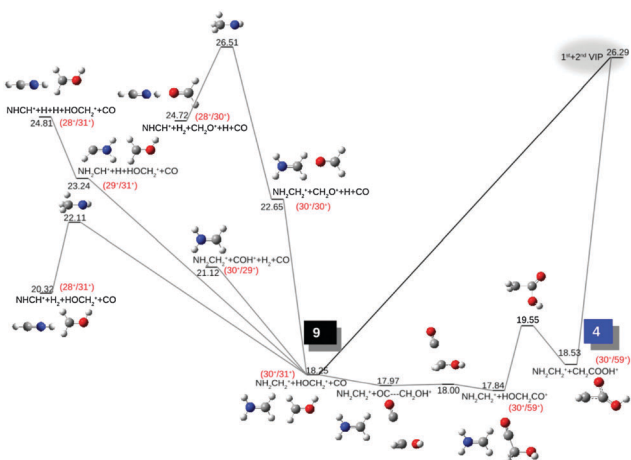 26.51
1st+2nd VIP
26.29
NHCH⁺+H+H+HOCH₂⁺+CO
24.81
(28⁺/31⁺)
24.72
(28⁺/30⁺)
NHCH⁺+H₂+CH₂O⁺+H+CO
NH₂CH⁺+H+HOCH₂⁺+CO
23.24
(29⁺/31⁺)
22.65
NH₂CH₂⁺+CH₂O⁺+H+CO
(30⁺/30⁺)
22.11
NH₂CH₂⁺+COH⁺+H₂+CO
21.12
(30⁺/29⁺)
20.32
(28⁺/31⁺)
NHCH⁺+H₂+HOCH₂⁺+CO
9
4
19.55
18.53
(30⁺/59⁺)
NH₂CH₂⁺+CH₂COOH⁺
(30⁺/31⁺)
18.25
NH₂CH₂⁺+HOCH₂⁺+CO
17.97
NH₂CH₂⁺+OC---CH₂OH⁺
18.00
17.84
NH₂CH₂⁺+HOCH₂CO⁺
(30⁺/59⁺)